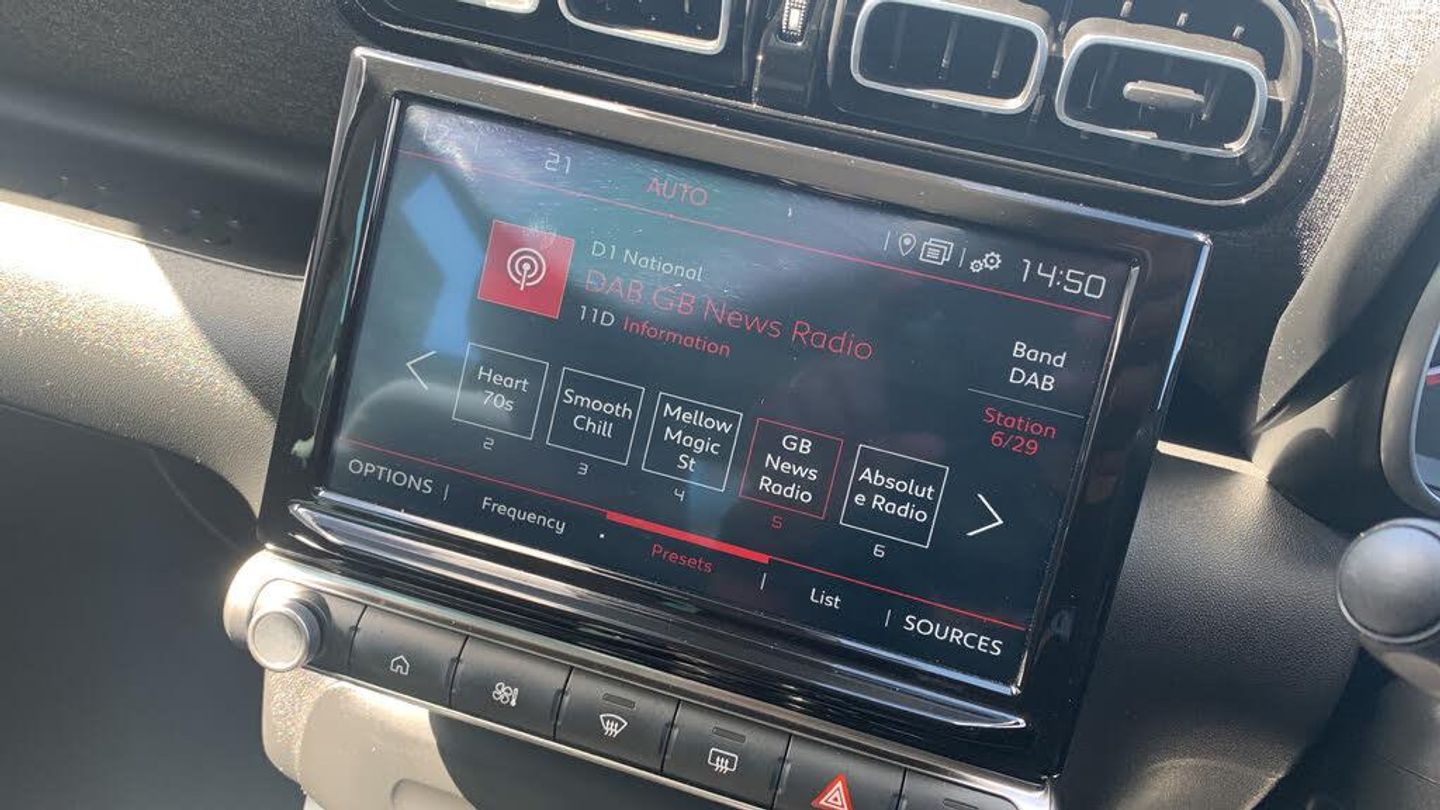 21
AUTO
14:50
D1 National
DAB GB News Radio
11D Information
Band
DAB
Station
6/29
Heart
70s
2
Smooth
Chill
3
Mellow
Magic
St
4
GB
News
Radio
5
Absolut
e Radio
6
OPTIONS
Frequency
Presets
List
SOURCES